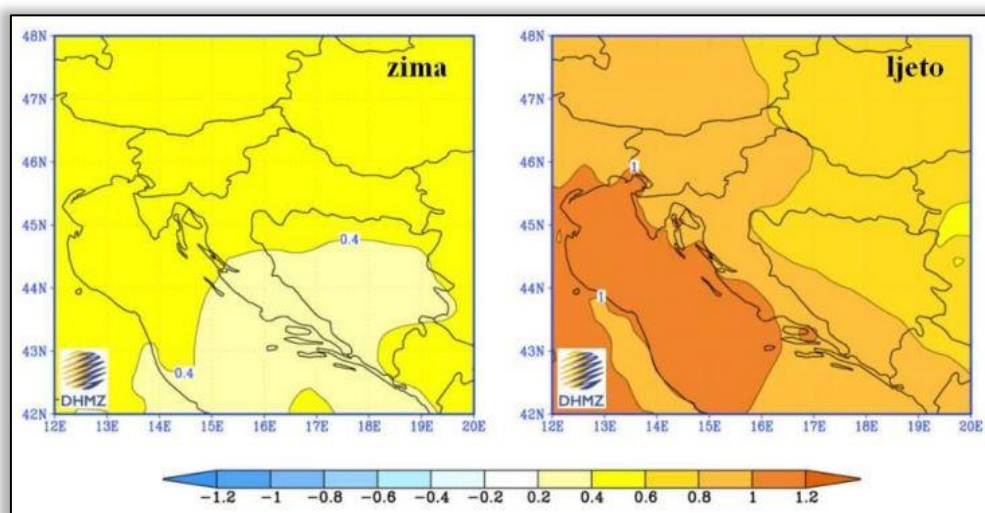 zima
48N
47N
46N
45N
44N
43N
42N
12E 13E 14E 15E 16E 17E 18E 19E 20E
0.4
0.4
DHMZ
ljeto
48N
47N
46N
45N
44N
43N
42N
12E 13E 14E 15E 16E 17E 18E 19E 20E
1
1
DHMZ
−1.2 −1 −0.8 −0.6 −0.4 −0.2 0.2 0.4 0.6 0.8 1 1.2